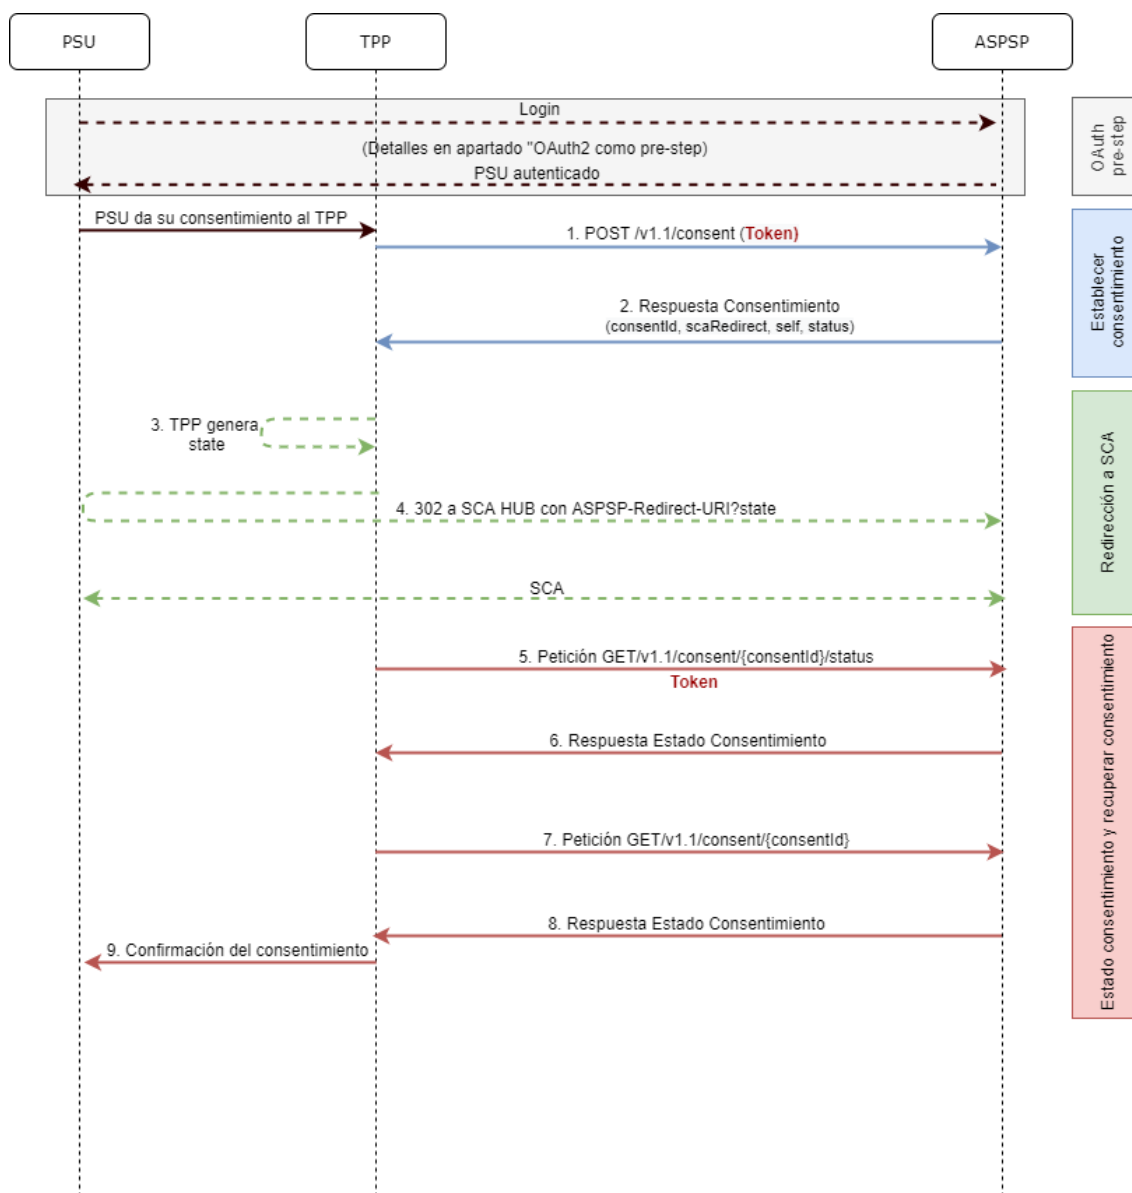 PSU
TPP
ASPSP
Login
(Detalles en apartado "OAuth2 como pre-step)
PSU autenticado
OAuth
pre-step
PSU da su consentimiento al TPP
1. POST /v1.1/consent (Token)
2. Respuesta Consentimiento
(consentId, scaRedirect, self, status)
Establecer
consentimiento
3. TPP genera
state
4. 302 a SCA HUB con ASPSP-Redirect-URI?state
SCA
Redirección a SCA
5. Petición GET/v1.1/consent/{consentId}/status
Token
6. Respuesta Estado Consentimiento
7. Petición GET/v1.1/consent/{consentId}
8. Respuesta Estado Consentimiento
9. Confirmación del consentimiento
Estado consentimiento y recuperar consentimiento